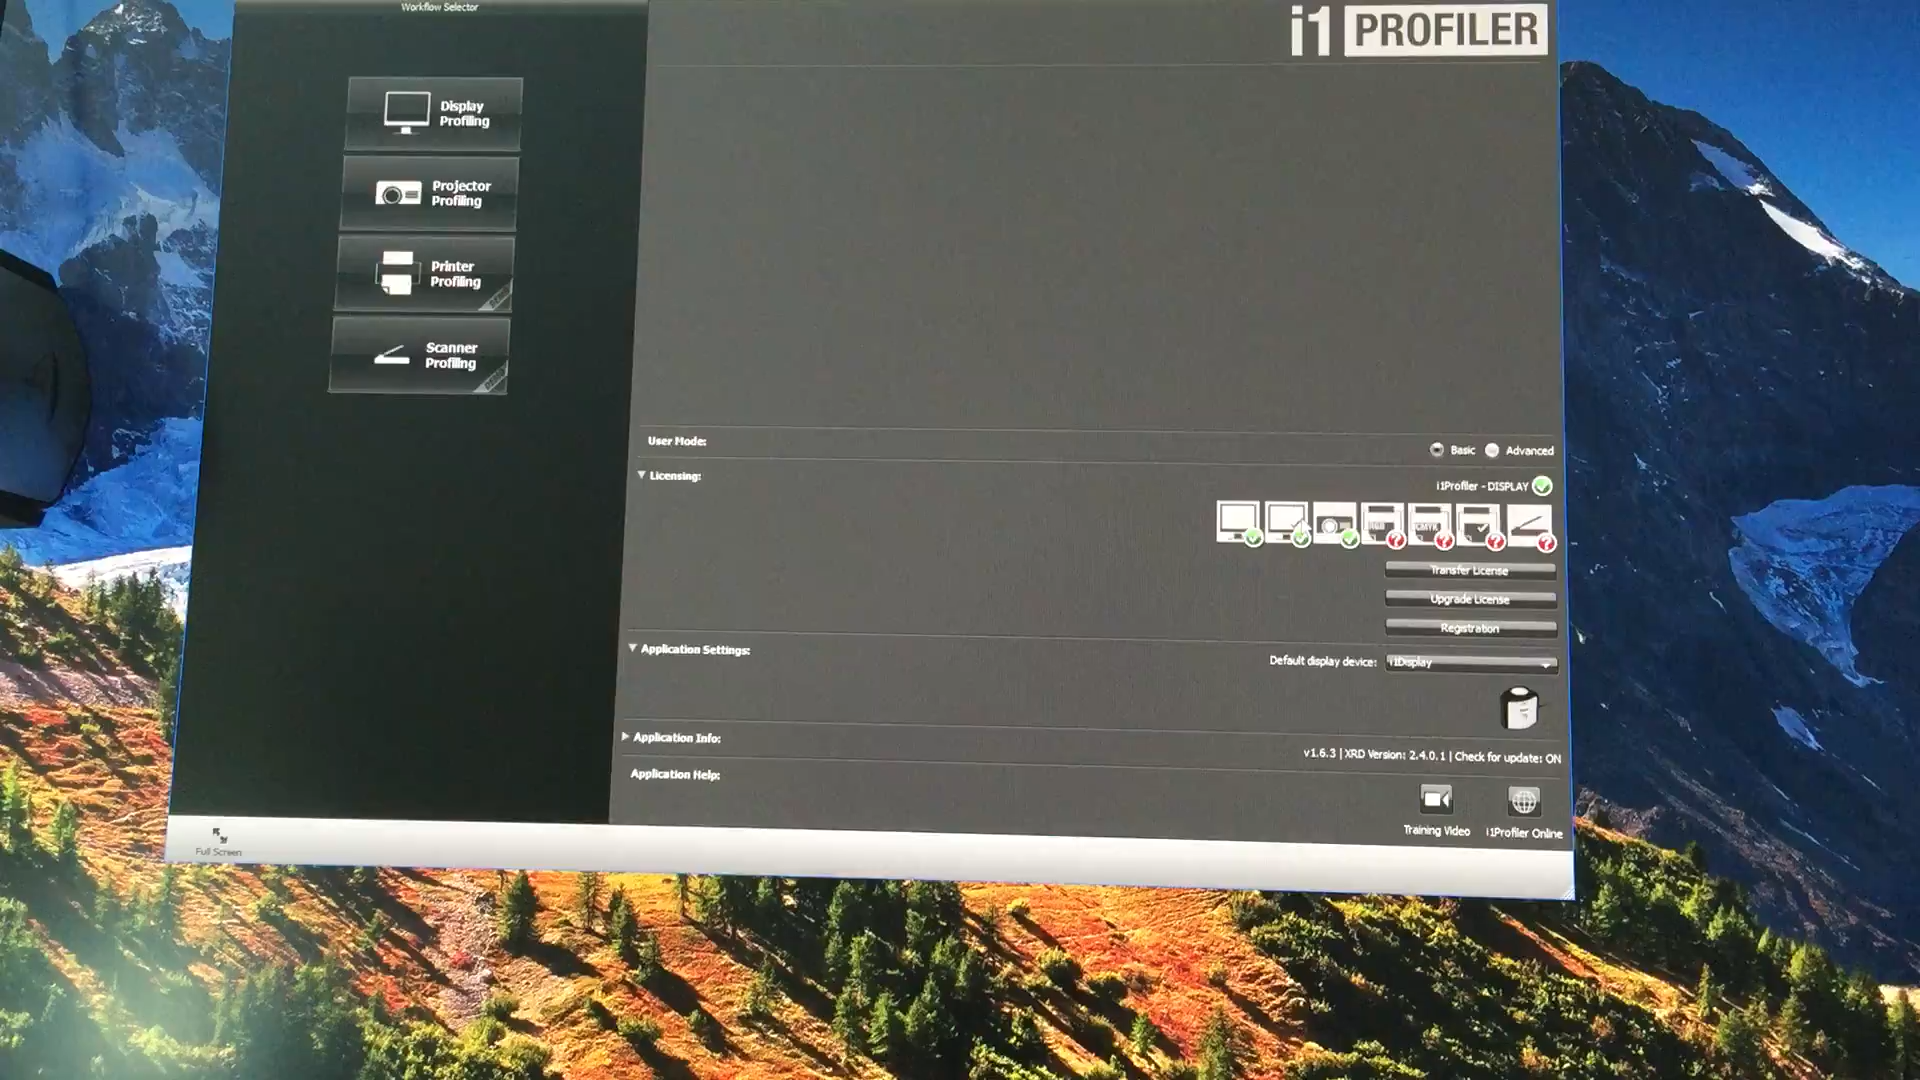 Workflow Selector
i1 PROFILER
Display
Profiling
Projector
Profiling
Printer
Profiling
Scanner
Profiling
User Mode:
Basic
Advanced
Licensing:
i1Profiler - DISPLAY
CMYK
Transfer License
Upgrade License
Registration
Application Settings:
Default display device:
i1Display
Application Info:
v1.6.3 | XRD Version: 2.4.0.1 | Check for update: ON
Application Help:
Training Video
i1Profiler Online
Full Screen